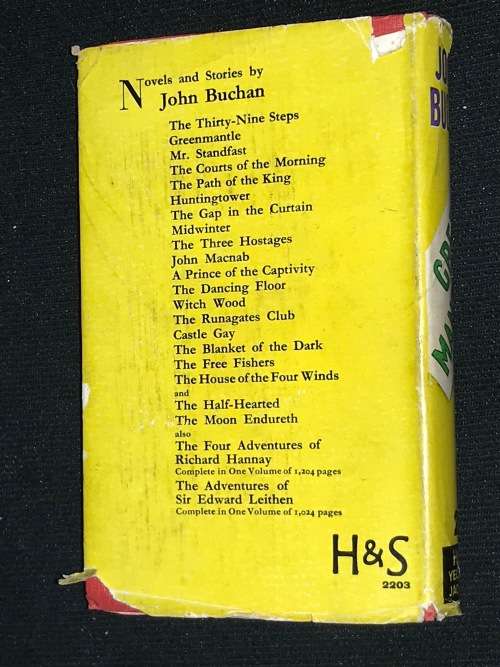 Novels and Stories by
John Buchan
The Thirty-Nine Steps
Greenmantle
Mr. Standfast
The Courts of the Morning
The Path of the King
Huntingtower
The Gap in the Curtain
Midwinter
The Three Hostages
John Macnab
A Prince of the Captivity
The Dancing Floor
Witch Wood
The Runagates Club
Castle Gay
The Blanket of the Dark
The Free Fishers
The House of the Four Winds
and
The Half-Hearted
The Moon Endureth
also
The Four Adventures of
Richard Hannay
Complete in One Volume of 1,204 pages
The Adventures of
Sir Edward Leithen
Complete in One Volume of 1,024 pages
H&S
2203